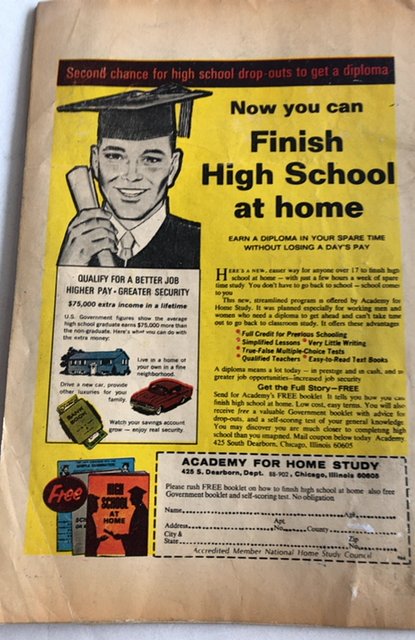 Second chance for high school drop-outs to get a diploma
Now you can
Finish
High School
at home
EARN A DIPLOMA IN YOUR SPARE TIME
WITHOUT LOSING A DAY'S PAY
HERE'S A NEW, easier way for anyone over 17 to finish high
school at home — with just a few hours a week of spare
time study. You don't have to go back to school — school comes
to you
This new, streamlined program is offered by Academy for
Home Study. It was planned especially for working men and
women who need a diploma to get ahead and can't take time
out to go back to classroom study. It offers these advantages
Full Credit for Previous Schooling
Simplified Lessons • Very Little Writing
True-False Multiple-Choice Tests
Qualified Teachers • Easy-to-Read Text Books
A diploma means a lot today — in prestige and in cash, and in
greater job opportunities—increased job security
Get the Full Story—FREE
Send for Academy's FREE booklet It tells you how you can
finish high school at home. Low cost, easy terms. You will also
receive free a valuable Government booklet with advice for
drop-outs, and a self-scoring test of your general knowledge
You may discover you are much closer to completing high
school than you imagined. Mail coupon below today Academy
425 South Dearborn, Chicago, Illinois 60605
QUALIFY FOR A BETTER JOB
HIGHER PAY - GREATER SECURITY
$75,000 extra income in a lifetime
U.S. Government figures show the average
high school graduate earns $75,000 more than
the non-graduate. Here's what you can do with
the extra money:
Live in a home of
your own in a fine
neighborhood.
Drive a new car, provide
other luxuries for your
family.
Watch your savings account
grow — enjoy real security.
Free
HIGH
SCHOOL
AT
HOME
ACADEMY FOR HOME STUDY
425 S. Dearborn, Dept. 88-902, Chicago, Illinois 60605
Please rush FREE booklet on how to finish high school at home also free
Government booklet and self-scoring test. No obligation
Name Age
Address Apt. No. County
City &
State Zip No.
Accredited Member National Home Study Council